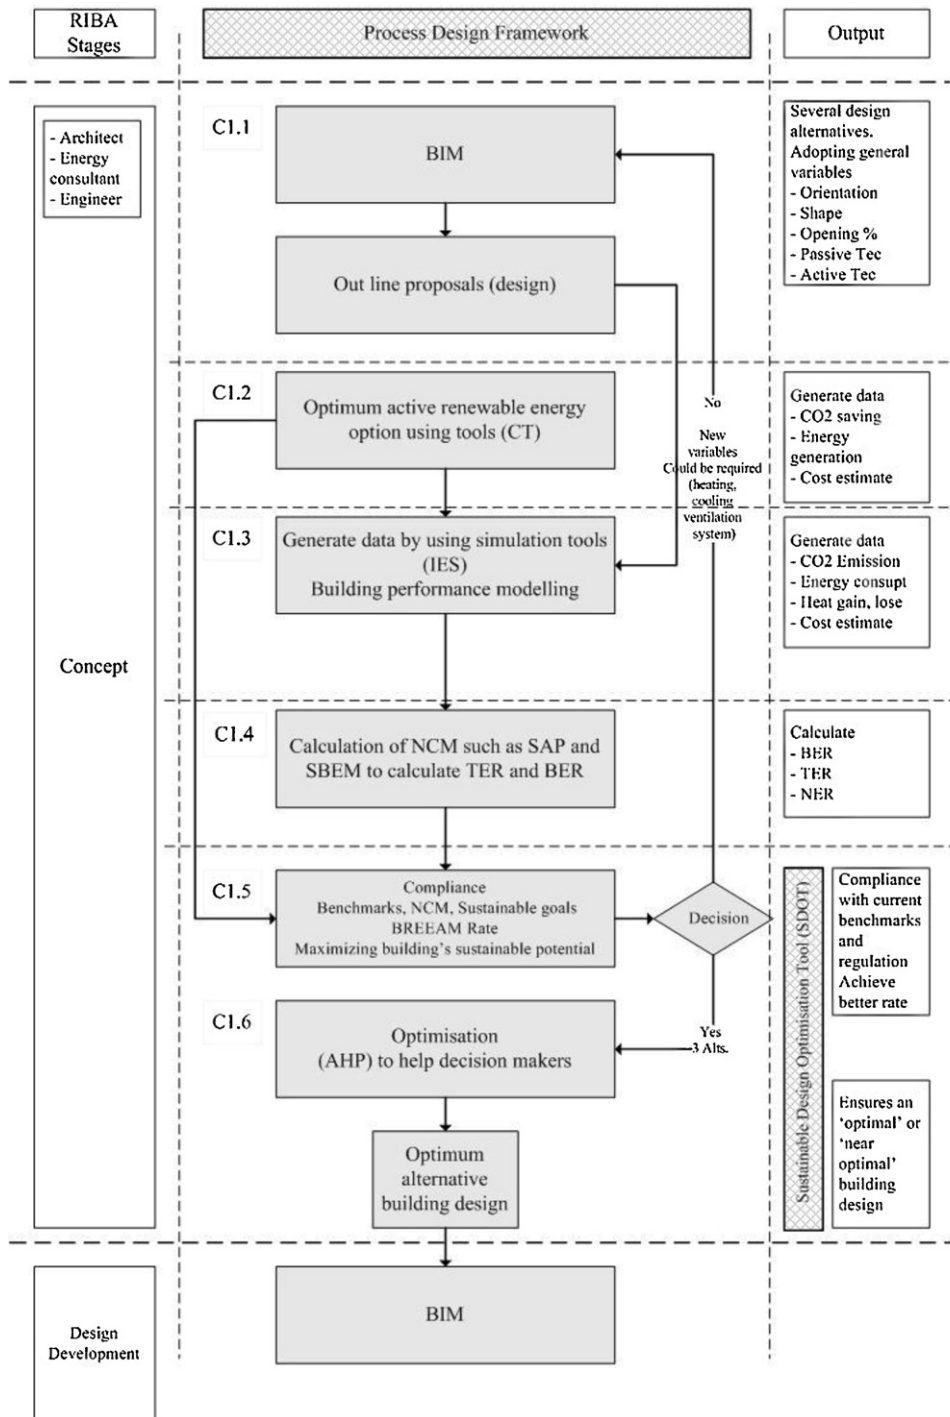 RIBA
Stages
Process Design Framework
Output
- Architect
- Energy
consultant
- Engineer
Concept
C1.1
BIM
Out line proposals (design)
Several design
alternatives.
Adopting general
variables
- Orientation
- Shape
- Opening %
- Passive Tec
- Active Tec
C1.2
Optimum active renewable energy
option using tools (CT)
No
New
variables
Could be required
(heating,
cooling
ventilation
system)
Generate data
- CO2 saving
- Energy
generation
- Cost estimate
C1.3
Generate data by using simulation tools
(IES)
Building performance modelling
Generate data
- CO2 Emission
- Energy consupt
- Heat gain, lose
- Cost estimate
C1.4
Calculation of NCM such as SAP and
SBEM to calculate TER and BER
Calculate
- BER
- TER
- NER
C1.5
Compliance
Benchmarks, NCM, Sustainable goals
BREEAM Rate
Maximizing building's sustainable potential
Decision
Sustainable Design Optimisation Tool (SDOT)
Compliance
with current
benchmarks
and
regulation
Achieve
better rate
C1.6
Optimisation
(AHP) to help decision makers
Yes
3 Alts.
Optimum
alternative
building design
Ensures an
‘optimal’ or
‘near
optimal’
building
design
Design
Development
BIM